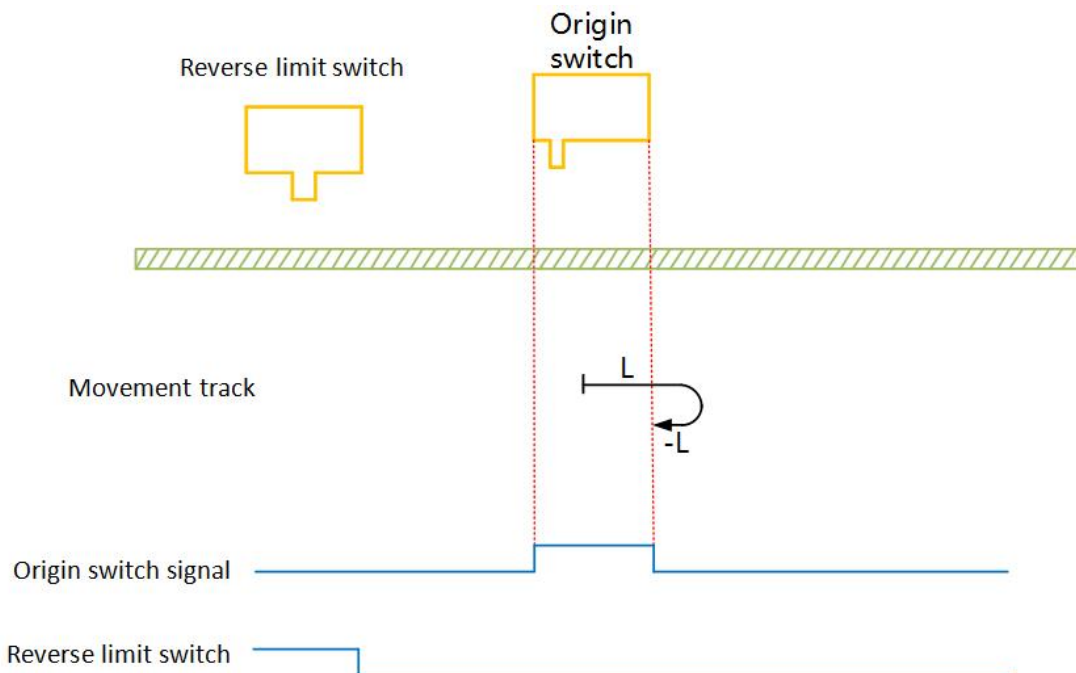 Origin
switch
Reverse limit switch
L
Movement track
-L
Origin switch signal
Reverse limit switch